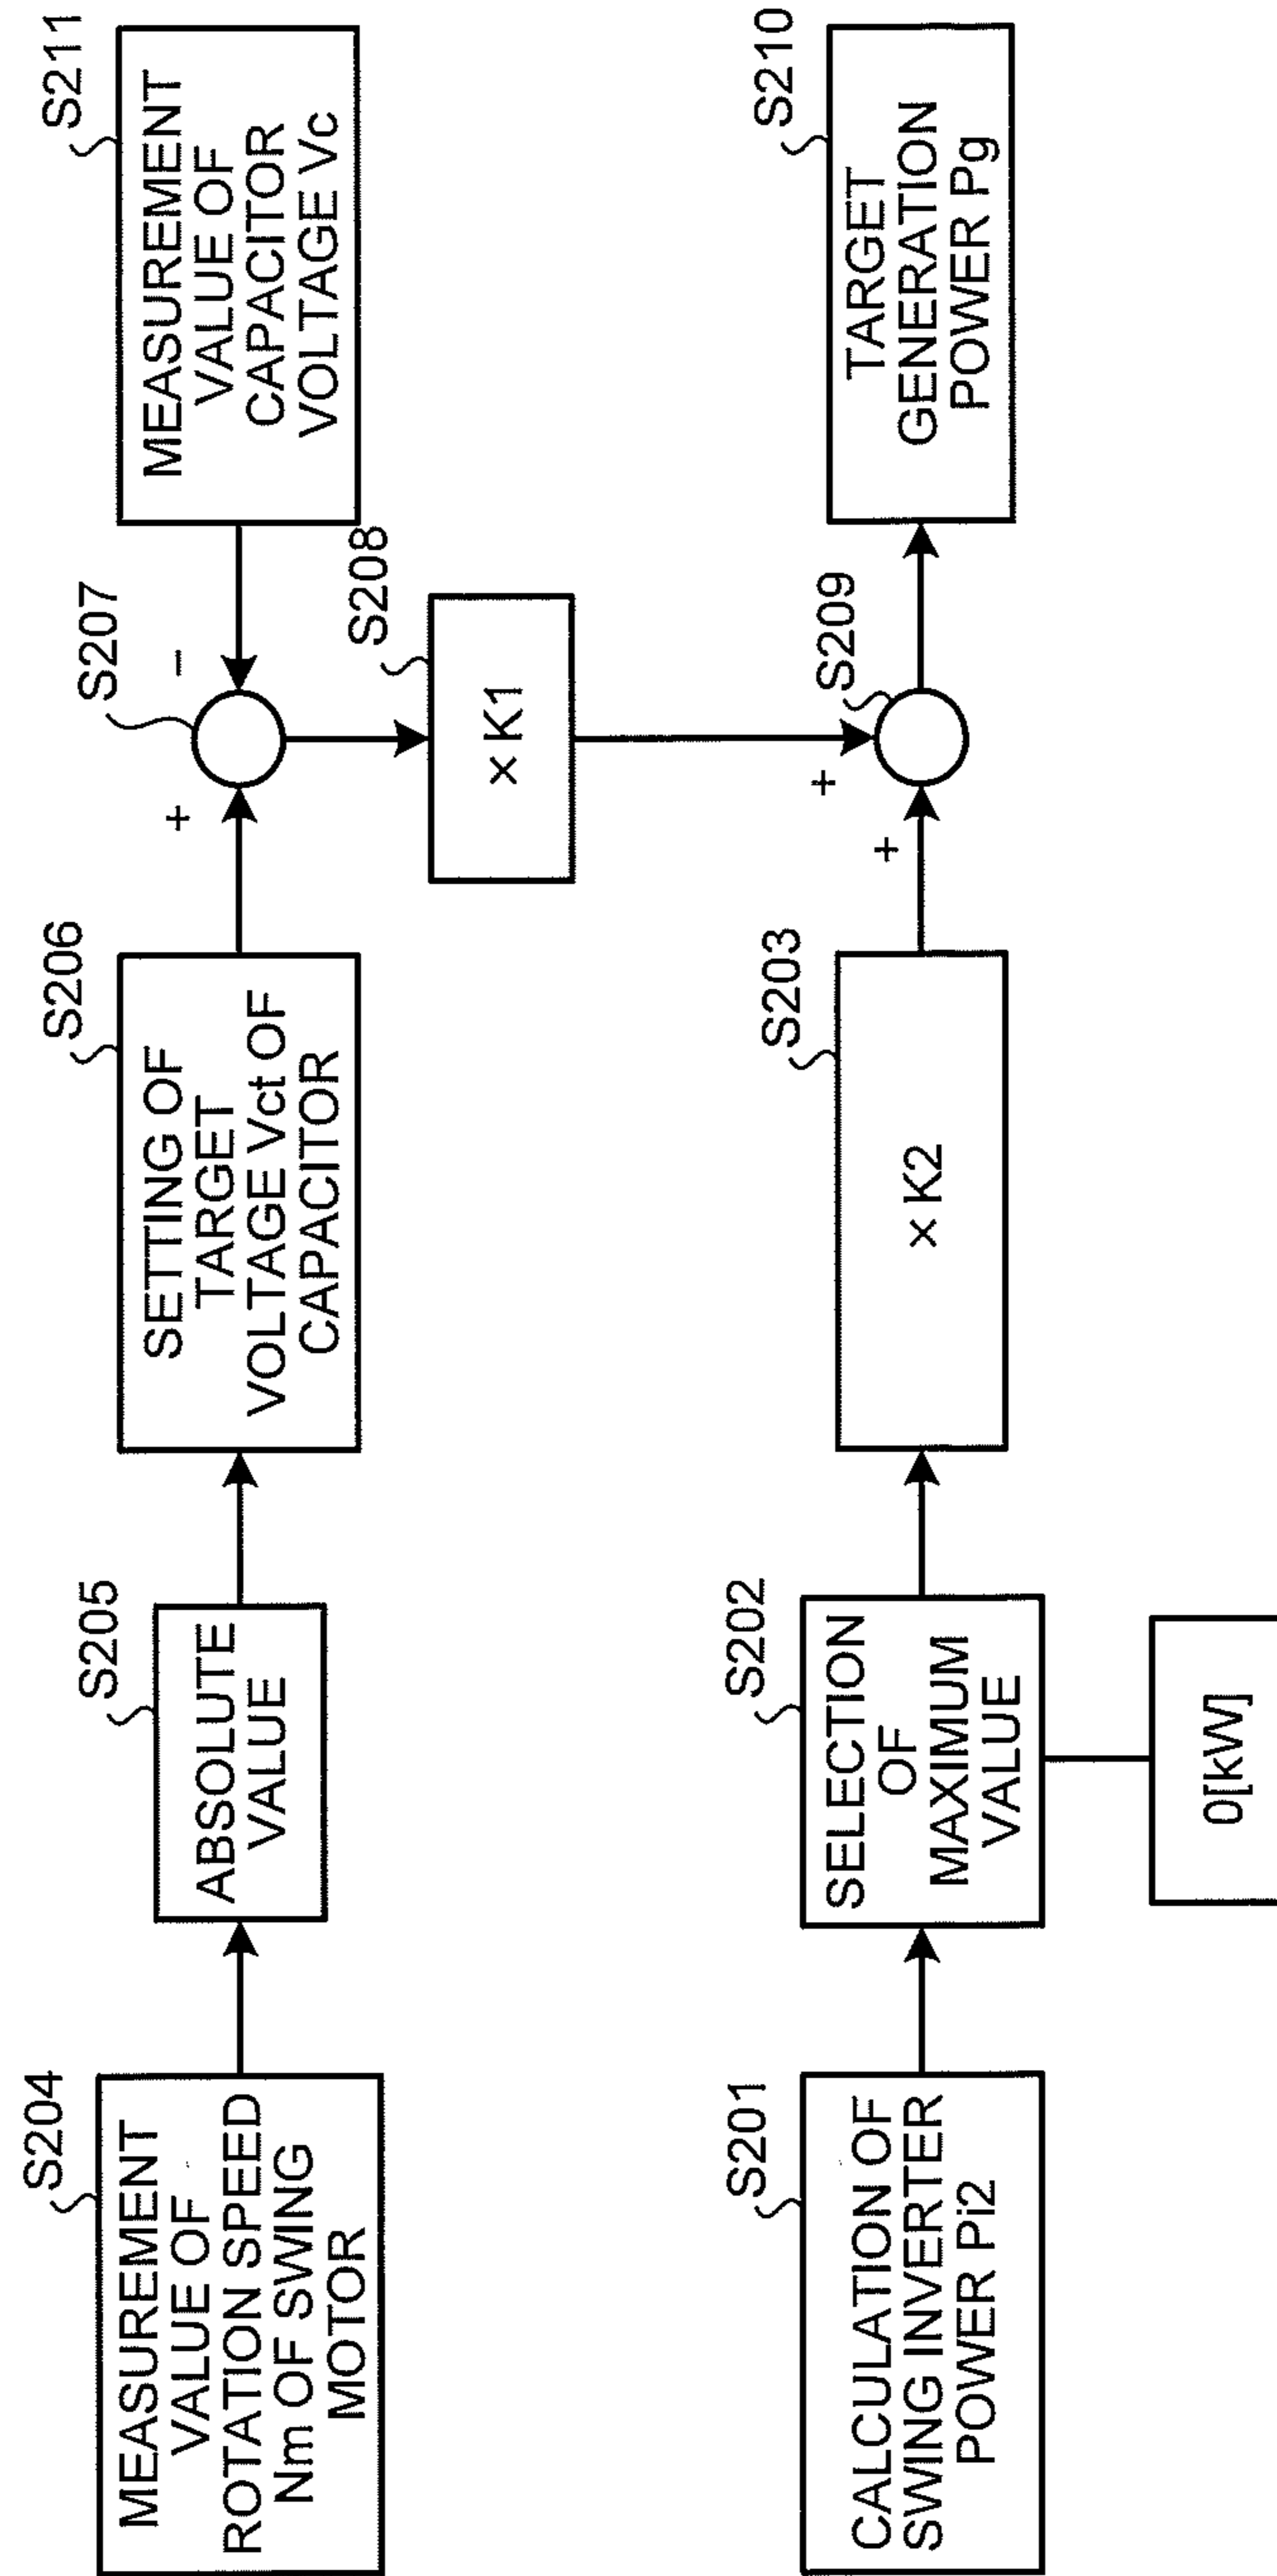 S204
MEASUREMENT
VALUE OF
ROTATION SPEED
Nm OF SWING
MOTOR
S205
ABSOLUTE
VALUE
S206
SETTING OF
TARGET
VOLTAGE Vct OF
CAPACITOR
+
S207
−
S211
MEASUREMENT
VALUE OF
CAPACITOR
VOLTAGE Vc
S208
× K1
S201
CALCULATION OF
SWING INVERTER
POWER Pi2
S202
SELECTION
OF
MAXIMUM
VALUE
0[kW]
S203
× K2
+
+
S209
S210
TARGET
GENERATION
POWER Pg